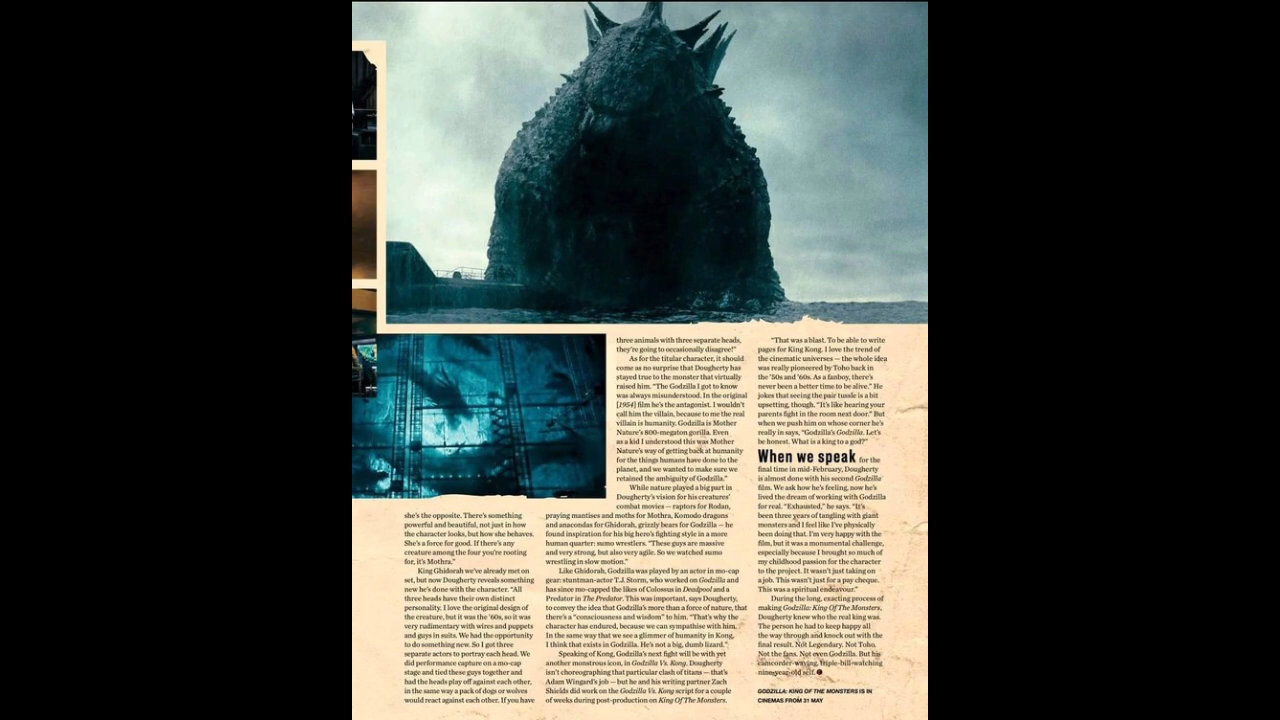 she's the opposite. There's something
powerful and beautiful, not just in how
the character looks, but how she behaves.
She's a force for good. If there's any
creature among the four you're rooting
for, it's Mothra."
King Ghidorah we've already met on
set, but now Dougherty reveals something
new he's done with the character. "All
three heads have their own distinct
personality. I love the original design of
the creature, but it was the '60s, so it was
very rudimentary with wires and puppets
and guys in suits. We had the opportunity
to do something new. So I got three
separate actors to portray each head. We
did performance capture on a mo-cap
stage and tied these guys together and
had the heads play off against each other,
in the same way a pack of dogs or wolves
would react against each other. If you have
three animals with three separate heads,
they're going to occasionally disagree!"
As for the titular character, it should
come as no surprise that Dougherty has
stayed true to the monster that virtually
raised him. "The Godzilla I got to know
was always misunderstood. In the original
[1954] film he's the antagonist. I wouldn't
call him the villain, because to me the real
villain is humanity. Godzilla is Mother
Nature's 800-megaton gorilla. Even
as a kid I understood this was Mother
Nature's way of getting back at humanity
for the things humans have done to the
planet, and we wanted to make sure we
retained the ambiguity of Godzilla."
While nature played a big part in
Dougherty's vision for his creatures'
combat movies — raptors for Rodan,
praying mantises and moths for Mothra, Komodo dragons
and anacondas for Ghidorah, grizzly bears for Godzilla — he
found inspiration for his big hero's fighting style in a more
human quarter: sumo wrestlers. "These guys are massive
and very strong, but also very agile. So we watched sumo
wrestling in slow motion."
Like Ghidorah, Godzilla was played by an actor in mo-cap
gear: stuntman-actor T.J. Storm, who worked on Godzilla and
has since mo-capped the likes of Colossus in Deadpool and a
Predator in The Predator. This was important, says Dougherty,
to convey the idea that Godzilla's more than a force of nature, that
there's a "consciousness and wisdom" to him. "That's why the
character has endured, because we can sympathise with him.
In the same way that we see a glimmer of humanity in Kong,
I think that exists in Godzilla. He's not a big, dumb lizard."
Speaking of Kong, Godzilla's next fight will be with yet
another monstrous icon, in Godzilla Vs. Kong. Dougherty
isn't choreographing that particular clash of titans — that's
Adam Wingard's job — but he and his writing partner Zach
Shields did work on the Godzilla Vs. Kong script for a couple
of weeks during post-production on King Of The Monsters.
"That was a blast. To be able to write
pages for King Kong. I love the trend of
the cinematic universes — the whole idea
was really pioneered by Toho back in
the '50s and '60s. As a fanboy, there's
never been a better time to be alive." He
jokes that seeing the pair tussle is a bit
upsetting, though. "It's like hearing your
parents fight in the room next door." But
when we push him on whose corner he's
really in says, "Godzilla's Godzilla. Let's
be honest. What is a king to a god?"
When we speak for the
final time in mid-February, Dougherty
is almost done with his second Godzilla
film. We ask how he's feeling, now he's
lived the dream of working with Godzilla
for real. "Exhausted," he says. "It's
been three years of tangling with giant
monsters and I feel like I've physically
been doing that. I'm very happy with the
film, but it was a monumental challenge,
especially because I brought so much of
my childhood passion for the character
to the project. It wasn't just taking on
a job. This wasn't just for a pay cheque.
This was a spiritual endeavour."
During the long, exacting process of
making Godzilla: King Of The Monsters,
Dougherty knew who the real king was.
The person he had to keep happy all
the way through and knock out with the
final result. Not Legendary. Not Toho.
Not the fans. Not even Godzilla. But his
camcorder-waving, triple-bill-watching
nine-year-old self.
GODZILLA: KING OF THE MONSTERS IS IN
CINEMAS FROM 31 MAY